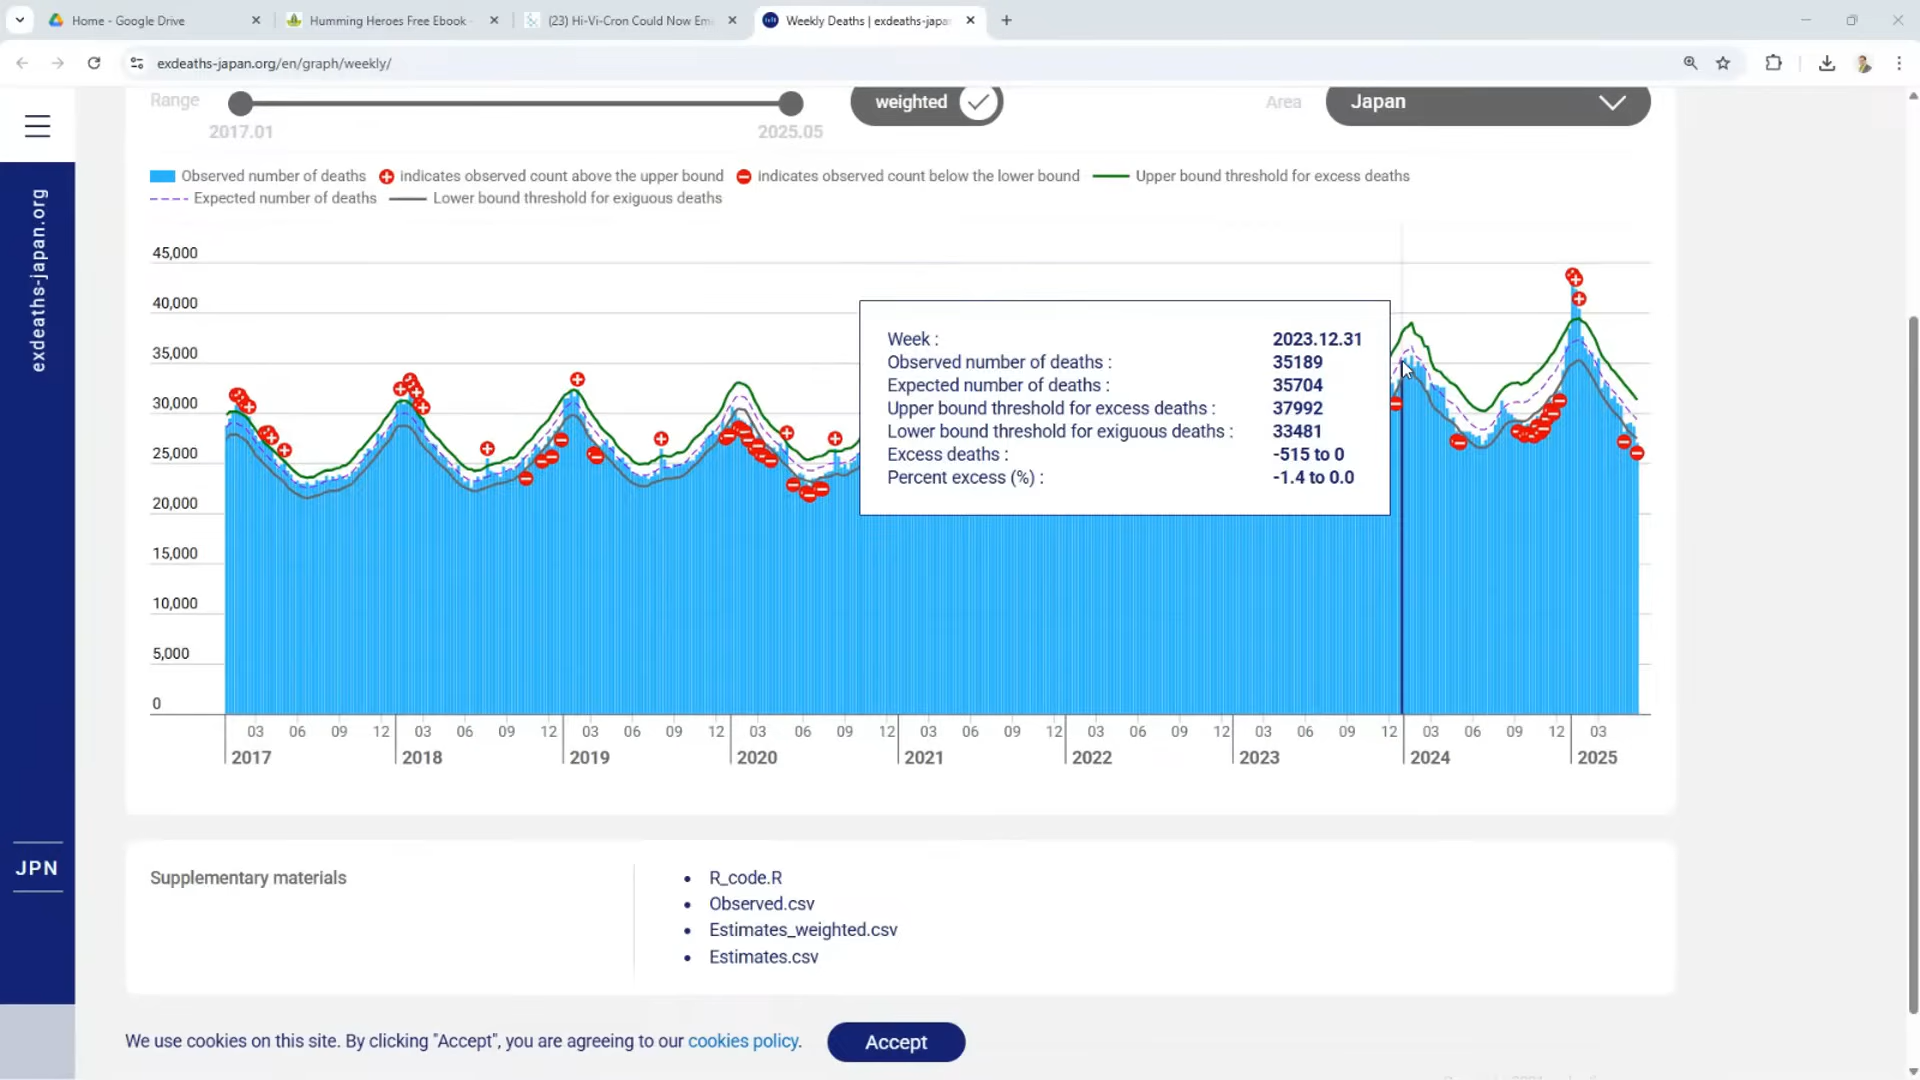 Home - Google Drive
Humming Heroes Free Ebook -
(23) Hi-Vi-Cron Could Now Eme
Weekly Deaths | exdeaths-japan
exdeaths-japan.org/en/graph/weekly/
Range
2017.01
2025.05
weighted
Area
Japan
exdeaths-japan.org
Observed number of deaths
indicates observed count above the upper bound
indicates observed count below the lower bound
Upper bound threshold for excess deaths
Expected number of deaths
Lower bound threshold for exiguous deaths
45,000
40,000
35,000
30,000
25,000
20,000
15,000
10,000
5,000
0
Week : 2023.12.31
Observed number of deaths : 35189
Expected number of deaths : 35704
Upper bound threshold for excess deaths : 37992
Lower bound threshold for exiguous deaths : 33481
Excess deaths : -515 to 0
Percent excess (%) : -1.4 to 0.0
03 06 09 12 03 06 09 12 03 06 09 12 03 06 09 12 03 06 09 12 03 06 09 12 03 06 09 12 03 06 09 12 03
2017 2018 2019 2020 2021 2022 2023 2024 2025
JPN
Supplementary materials
• R_code.R
• Observed.csv
• Estimates_weighted.csv
• Estimates.csv
We use cookies on this site. By clicking "Accept", you are agreeing to our cookies policy.
Accept